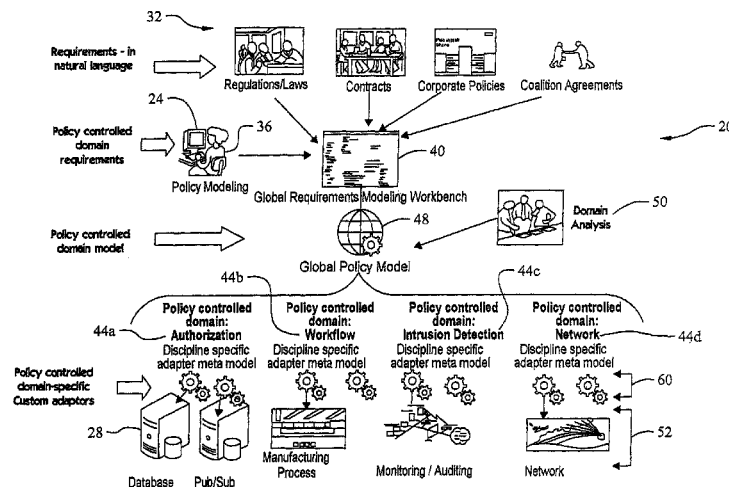 32
Requirements - in
natural language
Regulations/Laws
Contracts
Corporate Policies
Coalition Agreements
24
36
20
Policy controlled
domain
requirements
40
Policy Modeling
Global Requirements Modeling Workbench
48
50
Domain
Analysis
Policy controlled
domain model
Global Policy Model
44b
44c
44a
44d
Policy controlled
domain:
Authorization
Discipline specific
adapter meta model
Policy controlled
domain:
Workflow
Discipline specific
adapter meta model
Policy controlled
domain:
Intrusion Detection
Discipline specific
adapter meta model
Policy controlled
domain:
Network
Discipline specific
adapter meta model
Policy controlled
domain-specific
Custom adaptors
60
28
52
Database
Pub/Sub
Manufacturing
Process
Monitoring / Auditing
Network